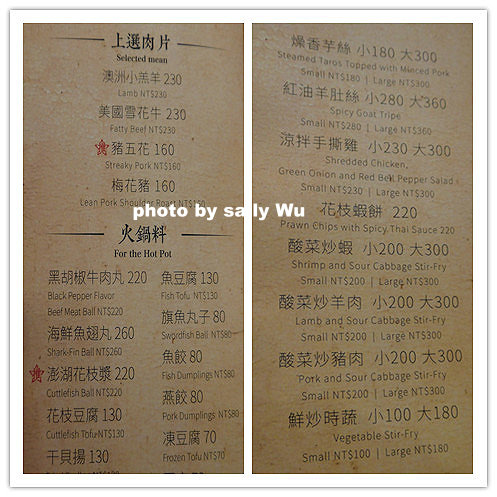 上選肉片
Selected mean
澳洲小羔羊 230
Lamb NT$230
美國雪花牛 230
Fatty Beef NT$230
豬五花 160
Streaky Pork NT$160
梅花豬 160
Lean Pork Shoulder Roast NT$160
火鍋料
For the Hot Pot
黑胡椒牛肉丸 220
Black Pepper Flavor
Beef Meat Ball NT$220
海鮮魚翅丸 260
Shark-Fin Ball NT$260
澎湖花枝漿 220
Cuttlefish Ball NT$220
花枝豆腐 130
Cuttlefish Tofu NT$130
干貝揚 130
魚豆腐 130
Fish Tofu NT$130
旗魚丸子 80
Swordfish Ball NT$80
魚餃 80
Fish Dumplings NT$80
燕餃 80
Pork Dumplings NT$80
凍豆腐 70
Frozen Tofu NT$70
燥香芋絲 小180 大300
Steamed Taros Topped with Minced Pork
Small NT$180 | Large NT$300
紅油羊肚絲 小280 大360
Spicy Goat Tripe
Small NT$280 | Large NT$360
涼拌手撕雞 小230 大300
Shredded Chicken,
Green Onion and Red Bell Pepper Salad
Small NT$230 | Large NT$300
花枝蝦餅 220
Prawn Chips with Spicy Thai Sauce 220
酸菜炒蝦 小200 大300
Shrimp and Sour Cabbage Stir-Fry
Small NT$200 | Large NT$300
酸菜炒羊肉 小200 大300
Lamb and Sour Cabbage Stir-Fry
Small NT$200 | Large NT$300
酸菜炒豬肉 小200 大300
Pork and Sour Cabbage Stir-Fry
Small NT$200 | Large NT$300
鮮炒時蔬 小100 大180
Vegetable Stir-Fry
Small NT$100 | Large NT$180
photo by sally Wu